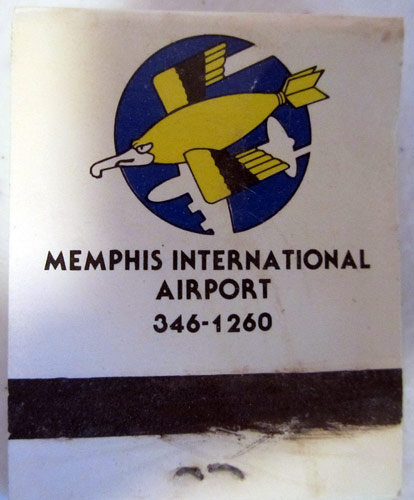 MEMPHIS INTERNATIONAL
AIRPORT
346-1260